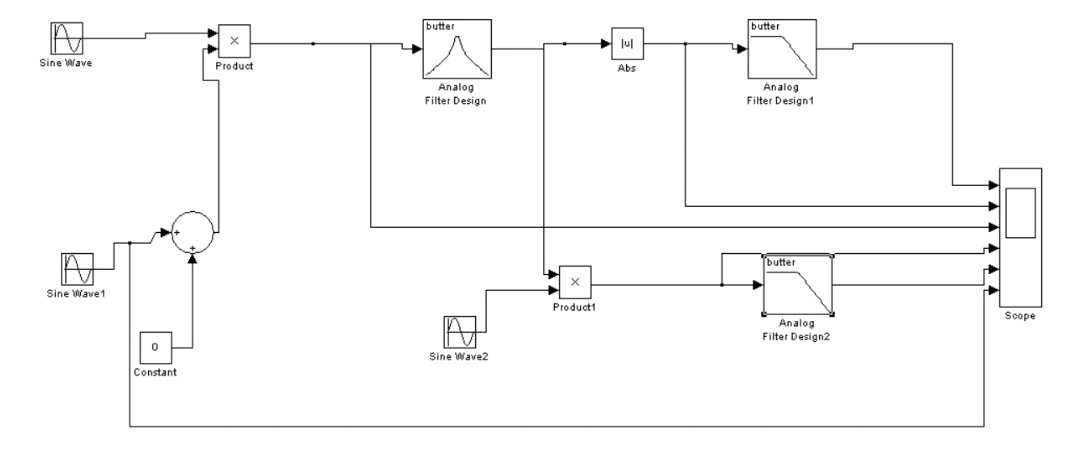 Sine Wave
×
Product
butter
Analog
Filter Design
|u|
Abs
butter
Analog
Filter Design1
Sine Wave1
+
+
0
Constant
×
Product1
Sine Wave2
butter
Analog
Filter Design2
Scope